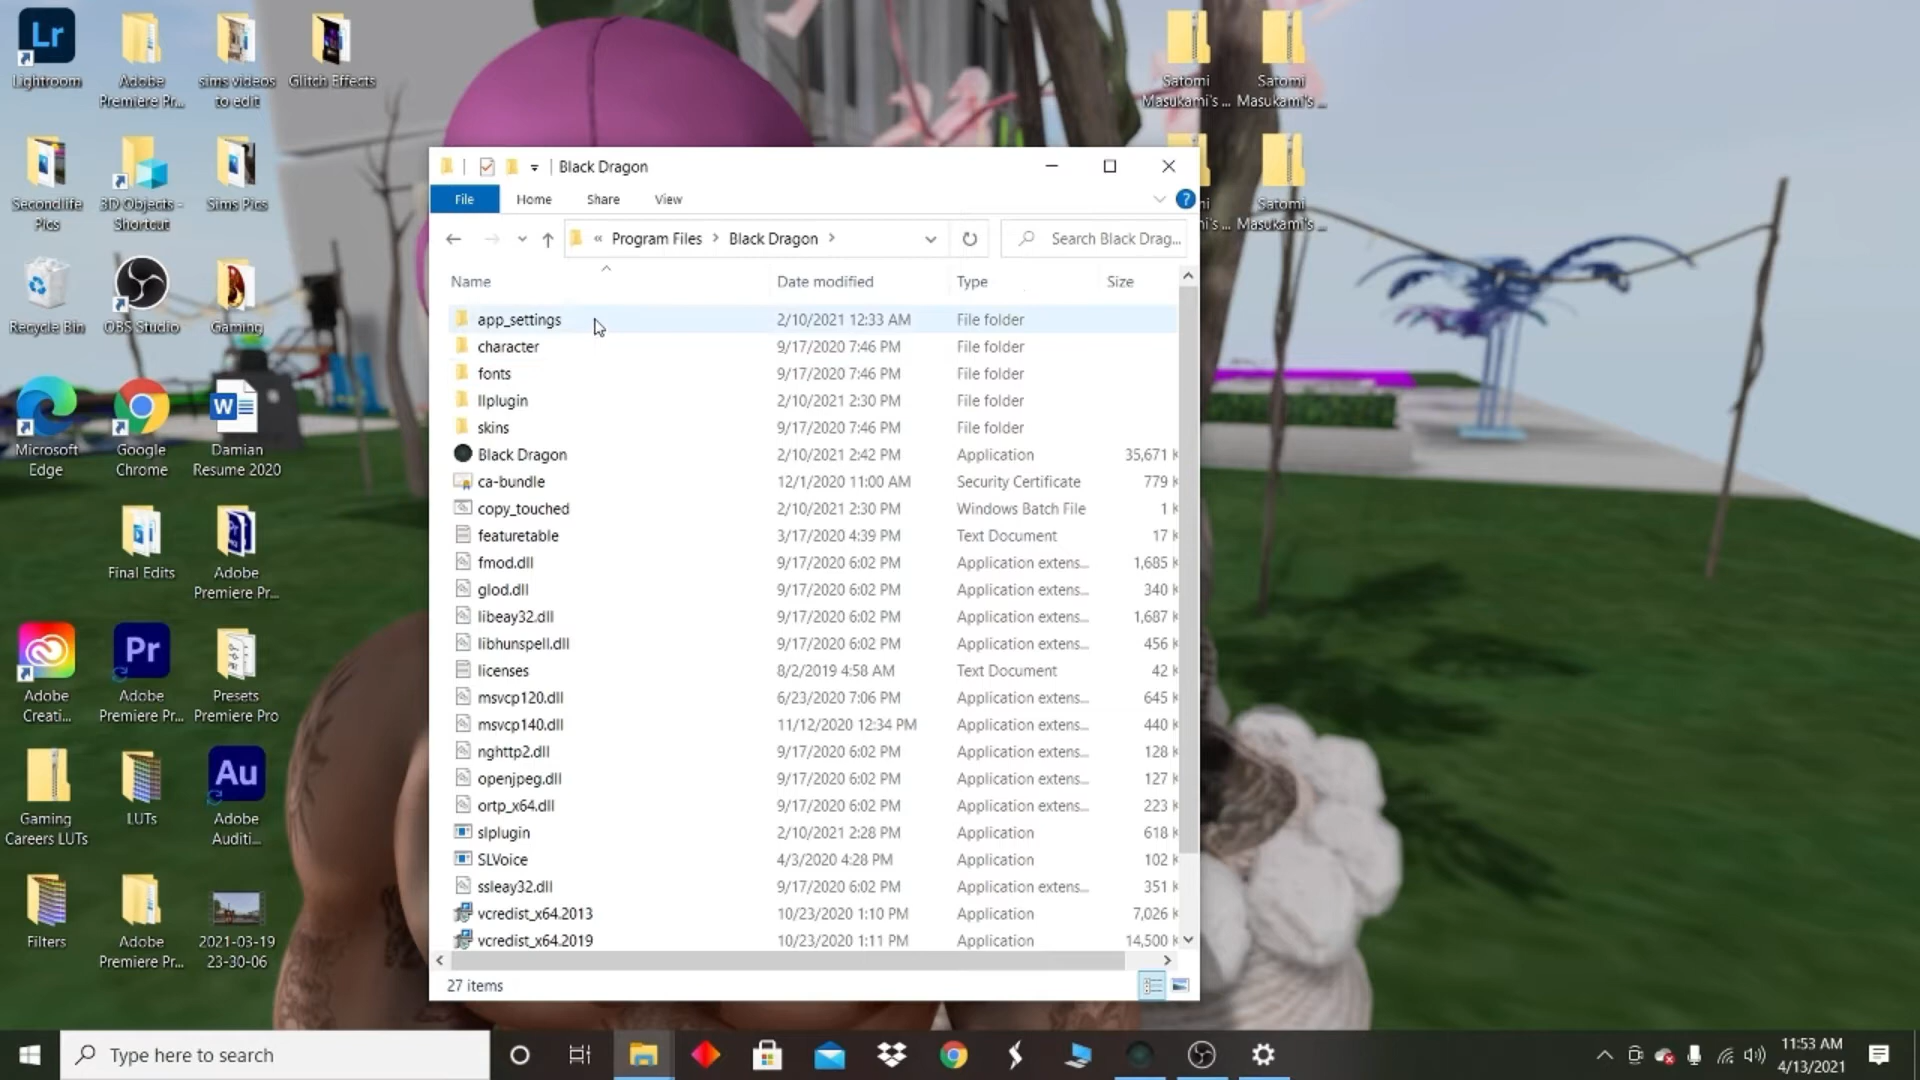 Lr
Lightroom
Adobe
Premiere Pr...
sims videos
to edit
Glitch Effects
Secondlife
Pics
3D Objects -
Shortcut
Sims Pics
Recycle Bin
OBS Studio
Gaming
Microsoft
Edge
Google
Chrome
W
Damian
Resume 2020
Final Edits
Adobe
Premiere Pr...
Adobe
Creati...
Pr
Adobe
Premiere Pr...
Presets
Premiere Pro
Gaming
Careers LUTs
LUTs
Au
Adobe
Auditi...
Filters
Adobe
Premiere Pr...
2021-03-19
23-30-06
Satomi
Masukami's ...
Satomi
Masukami's ...
Satomi
Masukami's ...
Black Dragon
File Home Share View
« Program Files > Black Dragon >
Search Black Drag...
Name Date modified Type Size
app_settings 2/10/2021 12:33 AM File folder
character 9/17/2020 7:46 PM File folder
fonts 9/17/2020 7:46 PM File folder
llplugin 2/10/2021 2:30 PM File folder
skins 9/17/2020 7:46 PM File folder
Black Dragon 2/10/2021 2:42 PM Application 35,671 K
ca-bundle 12/1/2020 11:00 AM Security Certificate 779 K
copy_touched 2/10/2021 2:30 PM Windows Batch File 1 K
featuretable 3/17/2020 4:39 PM Text Document 17 K
fmod.dll 9/17/2020 6:02 PM Application extens... 1,685 K
glod.dll 9/17/2020 6:02 PM Application extens... 340 K
libeay32.dll 9/17/2020 6:02 PM Application extens... 1,687 K
libhunspell.dll 9/17/2020 6:02 PM Application extens... 456 K
licenses 8/2/2019 4:58 AM Text Document 42 K
msvcp120.dll 6/23/2020 7:06 PM Application extens... 645 K
msvcp140.dll 11/12/2020 12:34 PM Application extens... 440 K
nghttp2.dll 9/17/2020 6:02 PM Application extens... 128 K
openjpeg.dll 9/17/2020 6:02 PM Application extens... 127 K
ortp_x64.dll 9/17/2020 6:02 PM Application extens... 223 K
slplugin 2/10/2021 2:28 PM Application 618 K
SLVoice 4/3/2020 4:28 PM Application 102 K
ssleay32.dll 9/17/2020 6:02 PM Application extens... 351 K
vcredist_x64.2013 10/23/2020 1:10 PM Application 7,026 K
vcredist_x64.2019 10/23/2020 1:11 PM Application 14,500 K
27 items
Type here to search
11:53 AM
4/13/2021